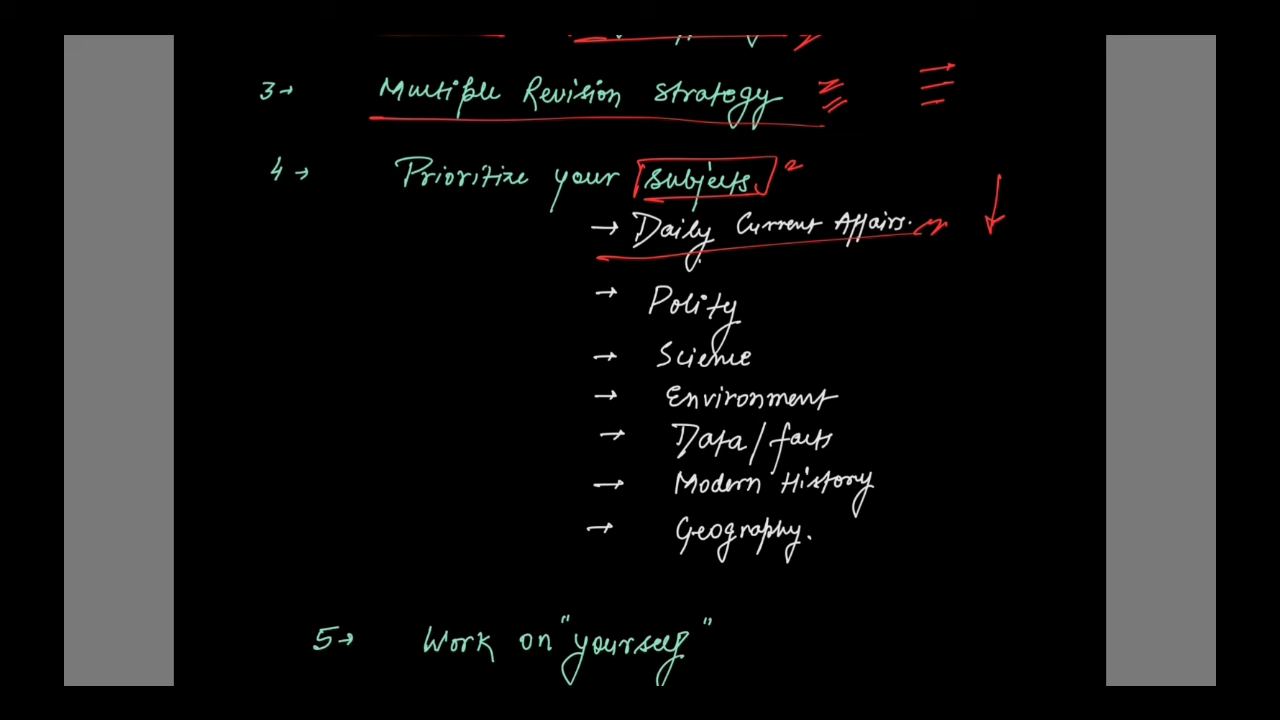 3→ Multiple Revision Strategy
4→ Prioritize your subjects.
→ Daily Current Affairs.
→ Polity
→ Science
→ Environment
→ Data/facts
→ Modern History
→ Geography.
5→ Work on "yourself"